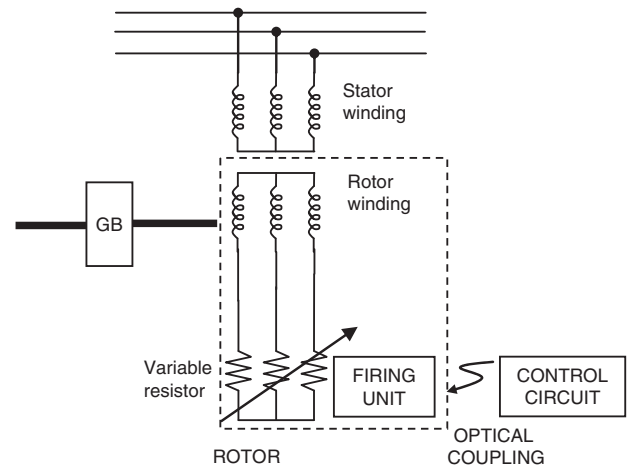 Stator
winding
Rotor
winding
GB
Variable
resistor
FIRING
UNIT
CONTROL
CIRCUIT
OPTICAL
COUPLING
ROTOR